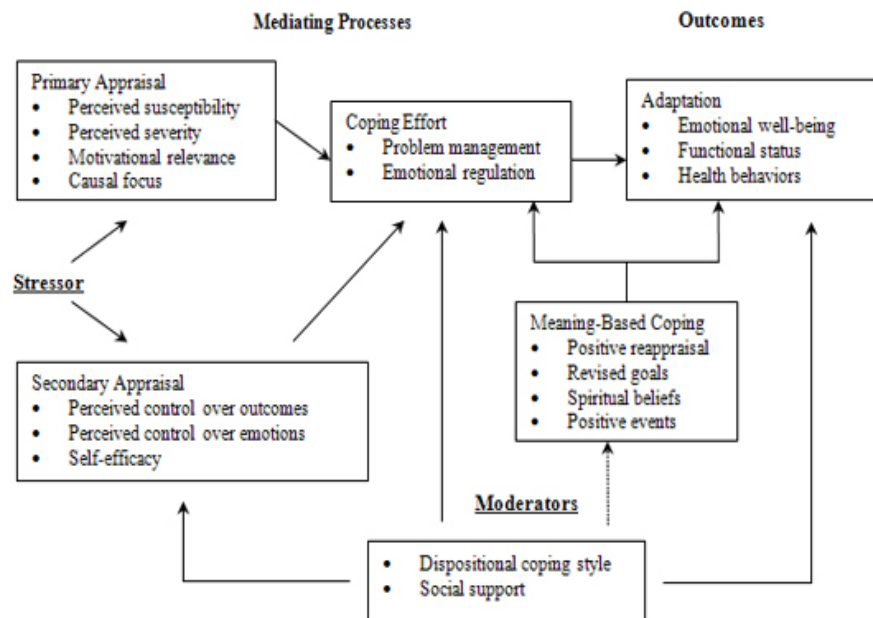 Mediating Processes
Outcomes
Primary Appraisal
• Perceived susceptibility
• Perceived severity
• Motivational relevance
• Causal focus
Coping Effort
• Problem management
• Emotional regulation
Adaptation
• Emotional well-being
• Functional status
• Health behaviors
Stressor
Meaning-Based Coping
• Positive reappraisal
• Revised goals
• Spiritual beliefs
• Positive events
Secondary Appraisal
• Perceived control over outcomes
• Perceived control over emotions
• Self-efficacy
Moderators
• Dispositional coping style
• Social support